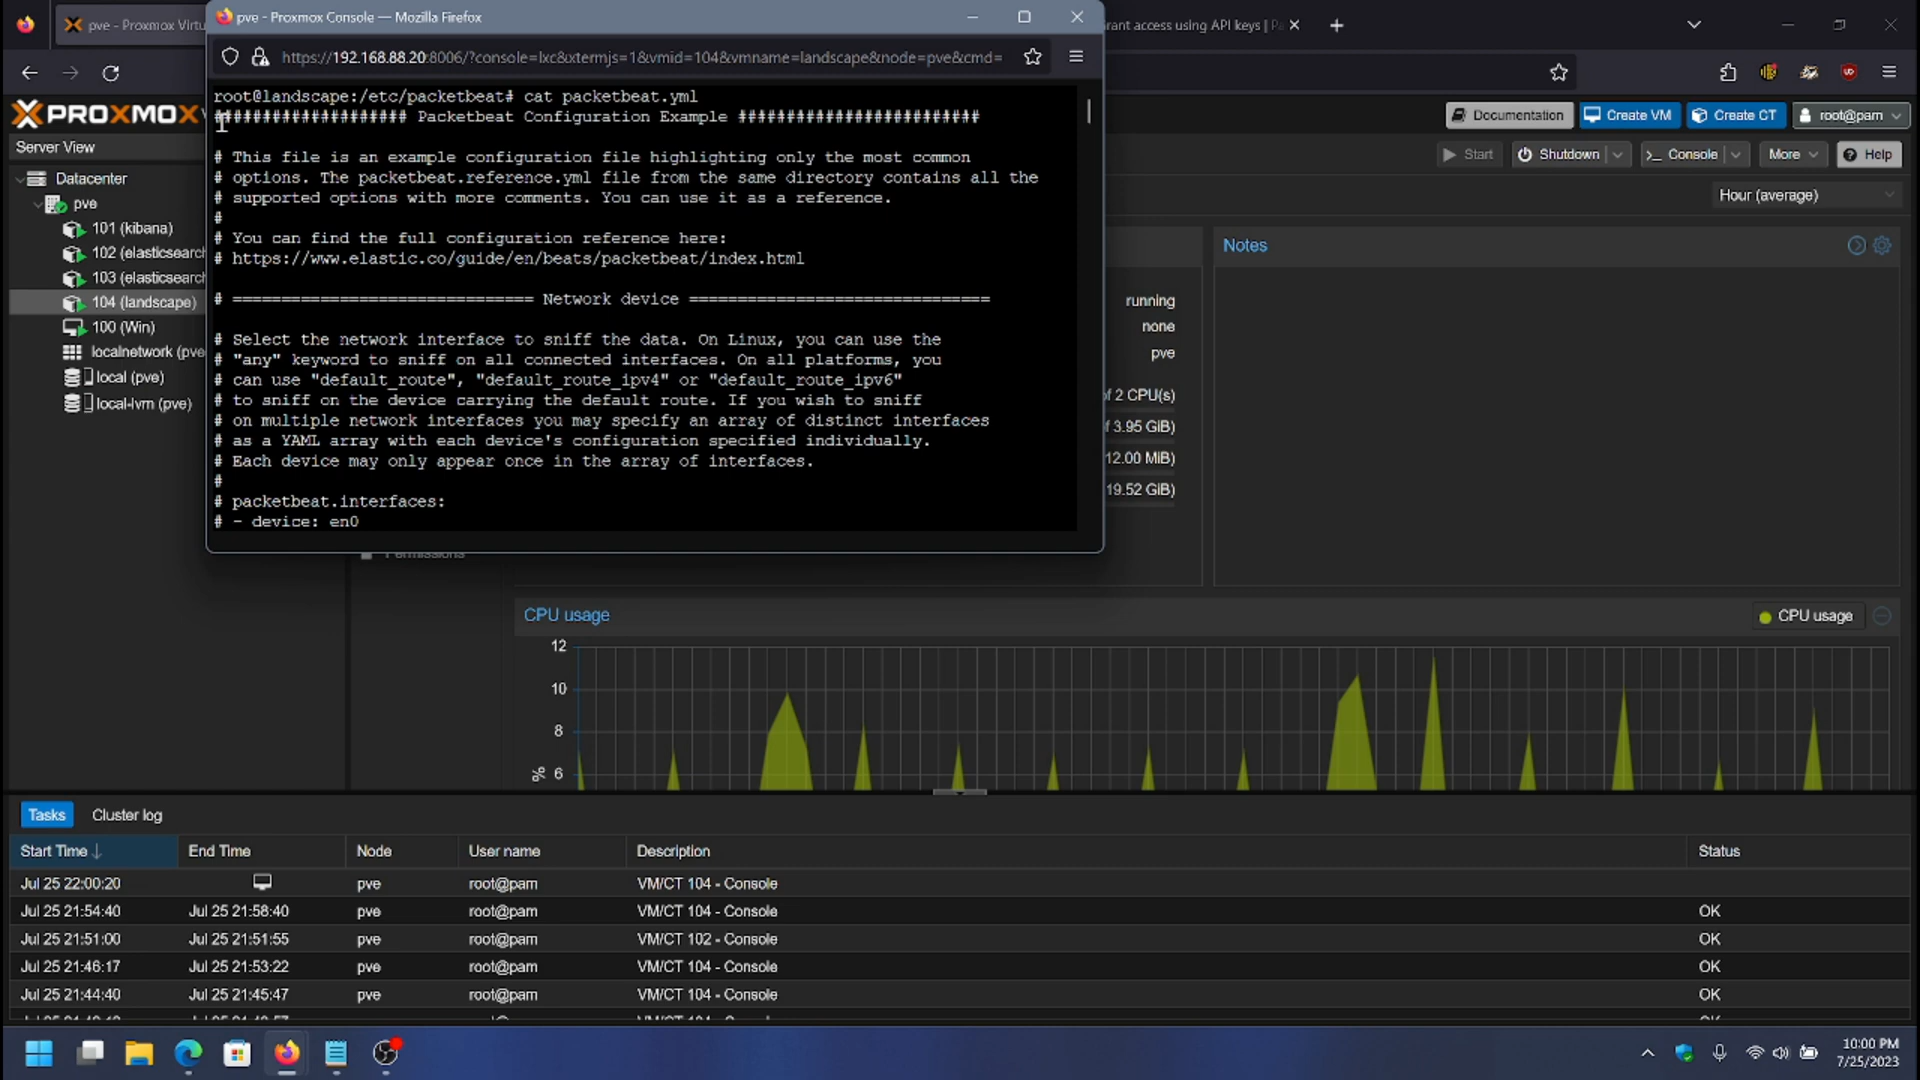 pve - Proxmox Virtu
pve - Proxmox Console — Mozilla Firefox
rant access using API keys | Pa
https://192.168.88.20:8006/?console=lxc&xtermjs=1&vmid=104&vmname=landscape&node=pve&cmd=
PROXMOX
Documentation
Create VM
Create CT
root@pam
Server View
Start
Shutdown
Console
More
Help
Hour (average)
Datacenter
pve
101 (kibana)
102 (elasticsearch
103 (elasticsearch
104 (landscape)
100 (Win)
localnetwork (pve
local (pve)
local-lvm (pve)
root@landscape:/etc/packetbeat# cat packetbeat.yml
#################### Packetbeat Configuration Example #########################
# This file is an example configuration file highlighting only the most common
# options. The packetbeat.reference.yml file from the same directory contains all the
# supported options with more comments. You can use it as a reference.
#
# You can find the full configuration reference here:
# https://www.elastic.co/guide/en/beats/packetbeat/index.html
# =============================== Network device ===============================
# Select the network interface to sniff the data. On Linux, you can use the
# "any" keyword to sniff on all connected interfaces. On all platforms, you
# can use "default_route", "default_route_ipv4" or "default_route_ipv6"
# to sniff on the device carrying the default route. If you wish to sniff
# on multiple network interfaces you may specify an array of distinct interfaces
# as a YAML array with each device's configuration specified individually.
# Each device may only appear once in the array of interfaces.
#
# packetbeat.interfaces:
# - device: en0
running
none
pve
of 2 CPU(s)
f 3.95 GiB)
12.00 MiB)
19.52 GiB)
Notes
Permissions
CPU usage
CPU usage
12
10
8
% 6
Tasks
Cluster log
Start Time End Time Node User name Description Status
Jul 25 22:00:20 pve root@pam VM/CT 104 - Console
Jul 25 21:54:40 Jul 25 21:58:40 pve root@pam VM/CT 104 - Console OK
Jul 25 21:51:00 Jul 25 21:51:55 pve root@pam VM/CT 102 - Console OK
Jul 25 21:46:17 Jul 25 21:53:22 pve root@pam VM/CT 104 - Console OK
Jul 25 21:44:40 Jul 25 21:45:47 pve root@pam VM/CT 104 - Console OK
10:00 PM
7/25/2023